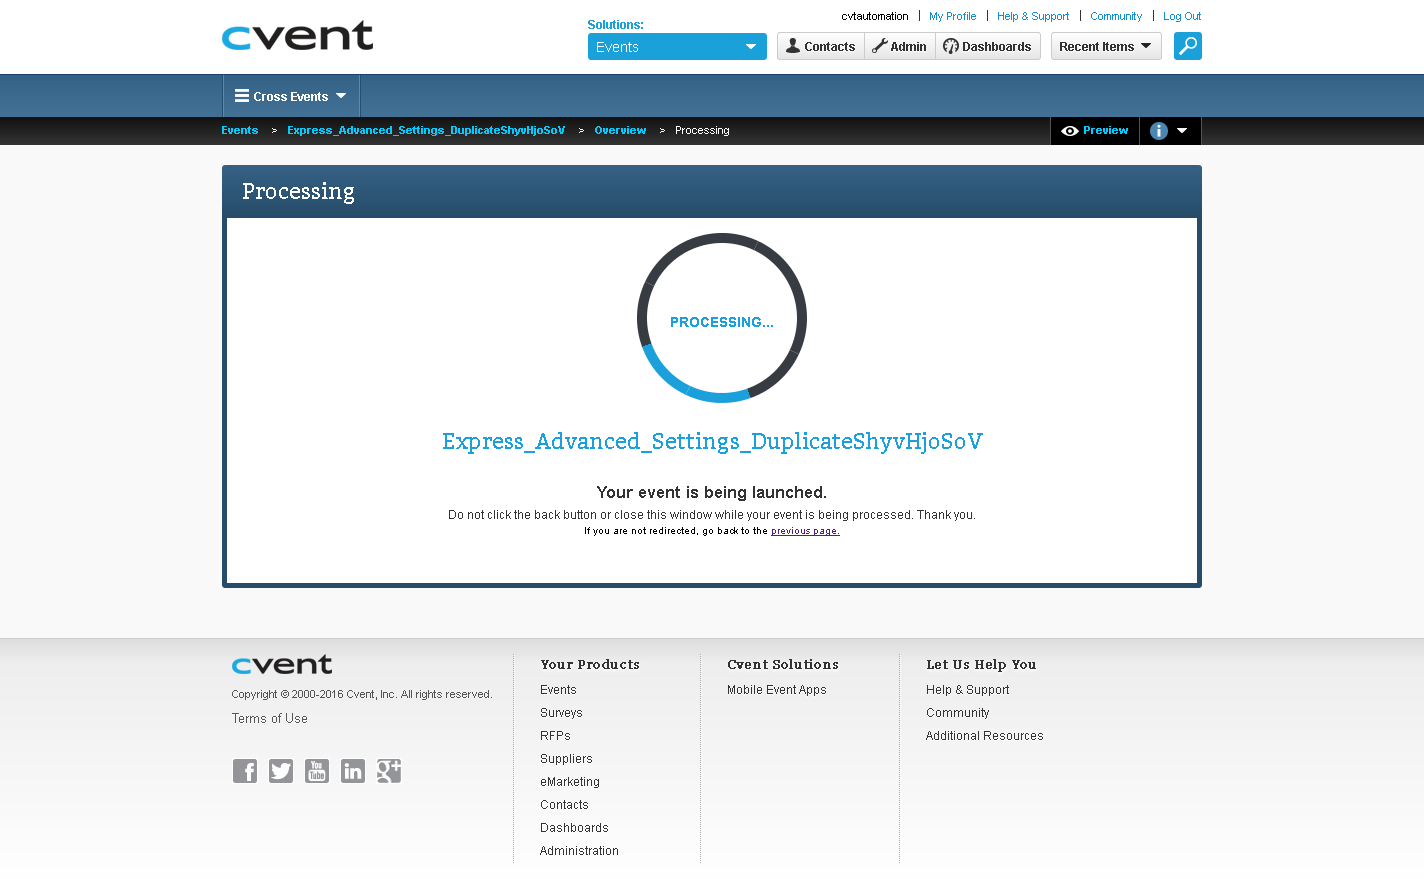 cvent
Solutions:
Events
cvtautomation
My Profile
Help & Support
Community
Log Out
Contacts
Admin
Dashboards
Recent Items
Cross Events
Events > Express_Advanced_Settings_DuplicateShyvHjoSoV > Overview > Processing
Preview
i
Processing
PROCESSING...
Express_Advanced_Settings_DuplicateShyvHjoSoV
Your event is being launched.
Do not click the back button or close this window while your event is being processed. Thank you.
If you are not redirected, go back to the previous page.
cvent
Copyright © 2000-2016 Cvent, Inc. All rights reserved.
Terms of Use
f
You Tube
in
g+
Your Products
Events
Surveys
RFPs
Suppliers
eMarketing
Contacts
Dashboards
Administration
Cvent Solutions
Mobile Event Apps
Let Us Help You
Help & Support
Community
Additional Resources